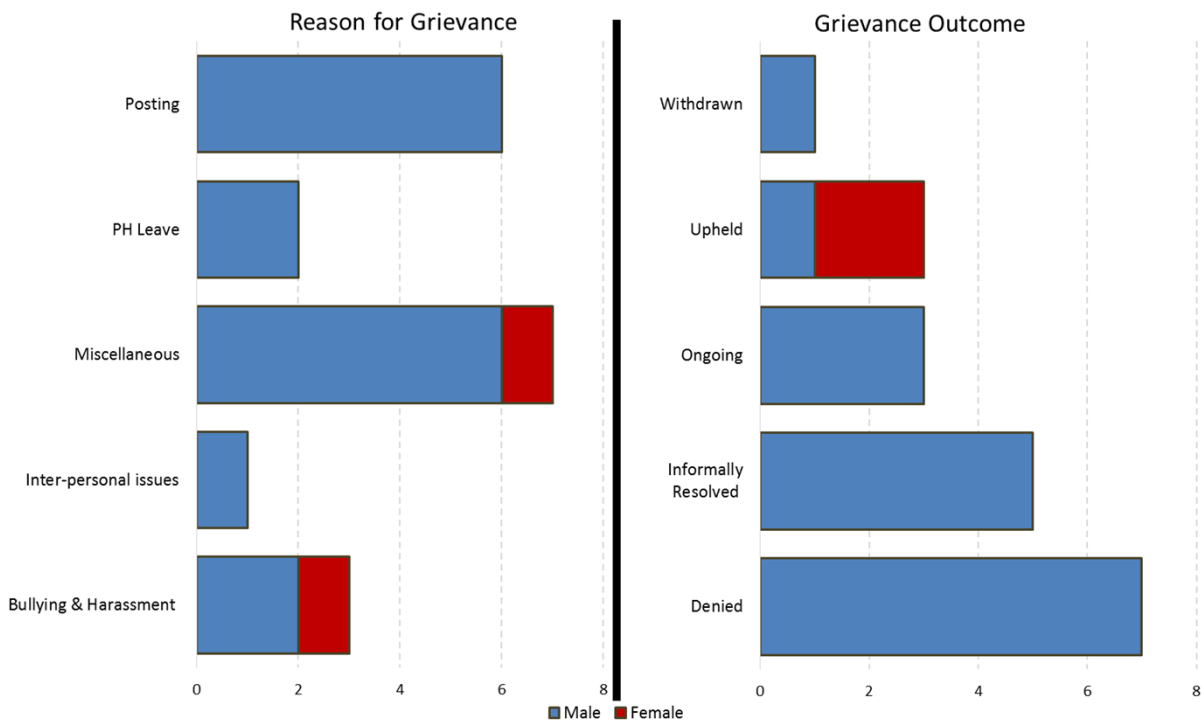 Reason for Grievance
Posting
PH Leave
Miscellaneous
Inter-personal issues
Bullying & Harassment
0 2 4 6 8
Grievance Outcome
Withdrawn
Upheld
Ongoing
Informally
Resolved
Denied
0 2 4 6 8
Male Female